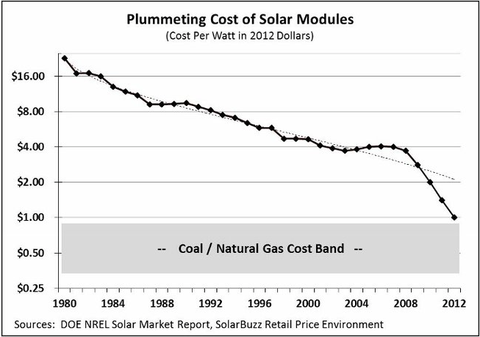 Plummeting Cost of Solar Modules
(Cost Per Watt in 2012 Dollars)
$16.00
$8.00
$4.00
$2.00
$1.00
$0.50
$0.25
-- Coal / Natural Gas Cost Band --
1980 1984 1988 1992 1996 2000 2004 2008 2012
Sources: DOE NREL Solar Market Report, SolarBuzz Retail Price Environment